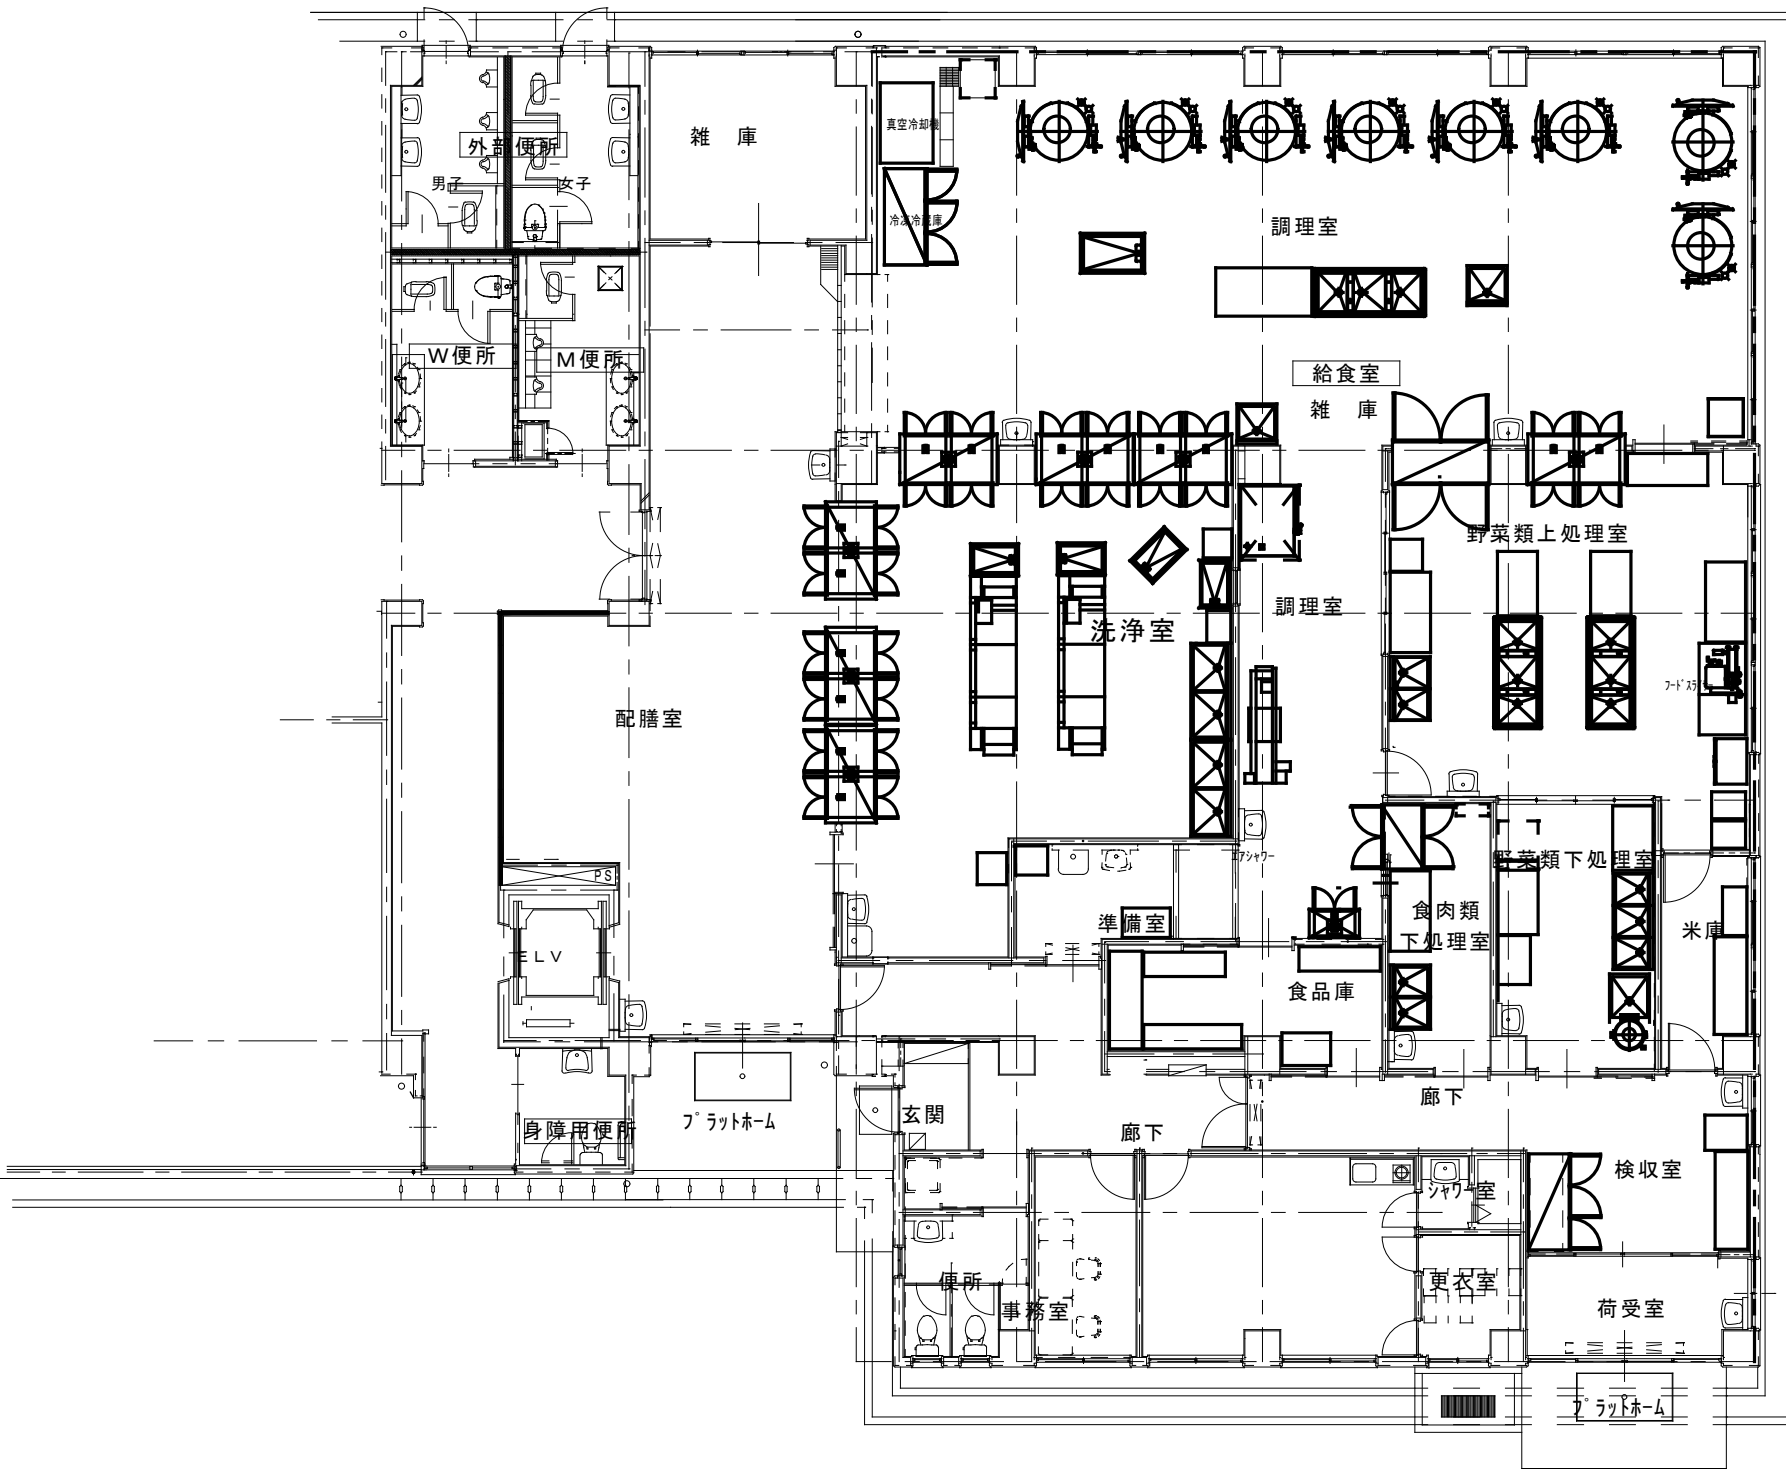 雑　庫
真空冷却機
外部便所
男子
女子
冷凍冷蔵庫
調理室
W便所
M便所
給食室
雑　庫
野菜類上処理室
調理室
洗浄室
ﾌｰﾄﾞｽﾗｲｻｰ
配膳室
ｴｱｼｬﾜｰ
野菜類下処理室
PS
準備室
食肉類
下処理室
米庫
ELV
食品庫
廊下
玄関
ﾌﾟﾗｯﾄﾎｰﾑ
身障用便所
廊下
検収室
ｼｬﾜｰ室
便所
更衣室
事務室
荷受室
ﾌﾟﾗｯﾄﾎｰﾑ